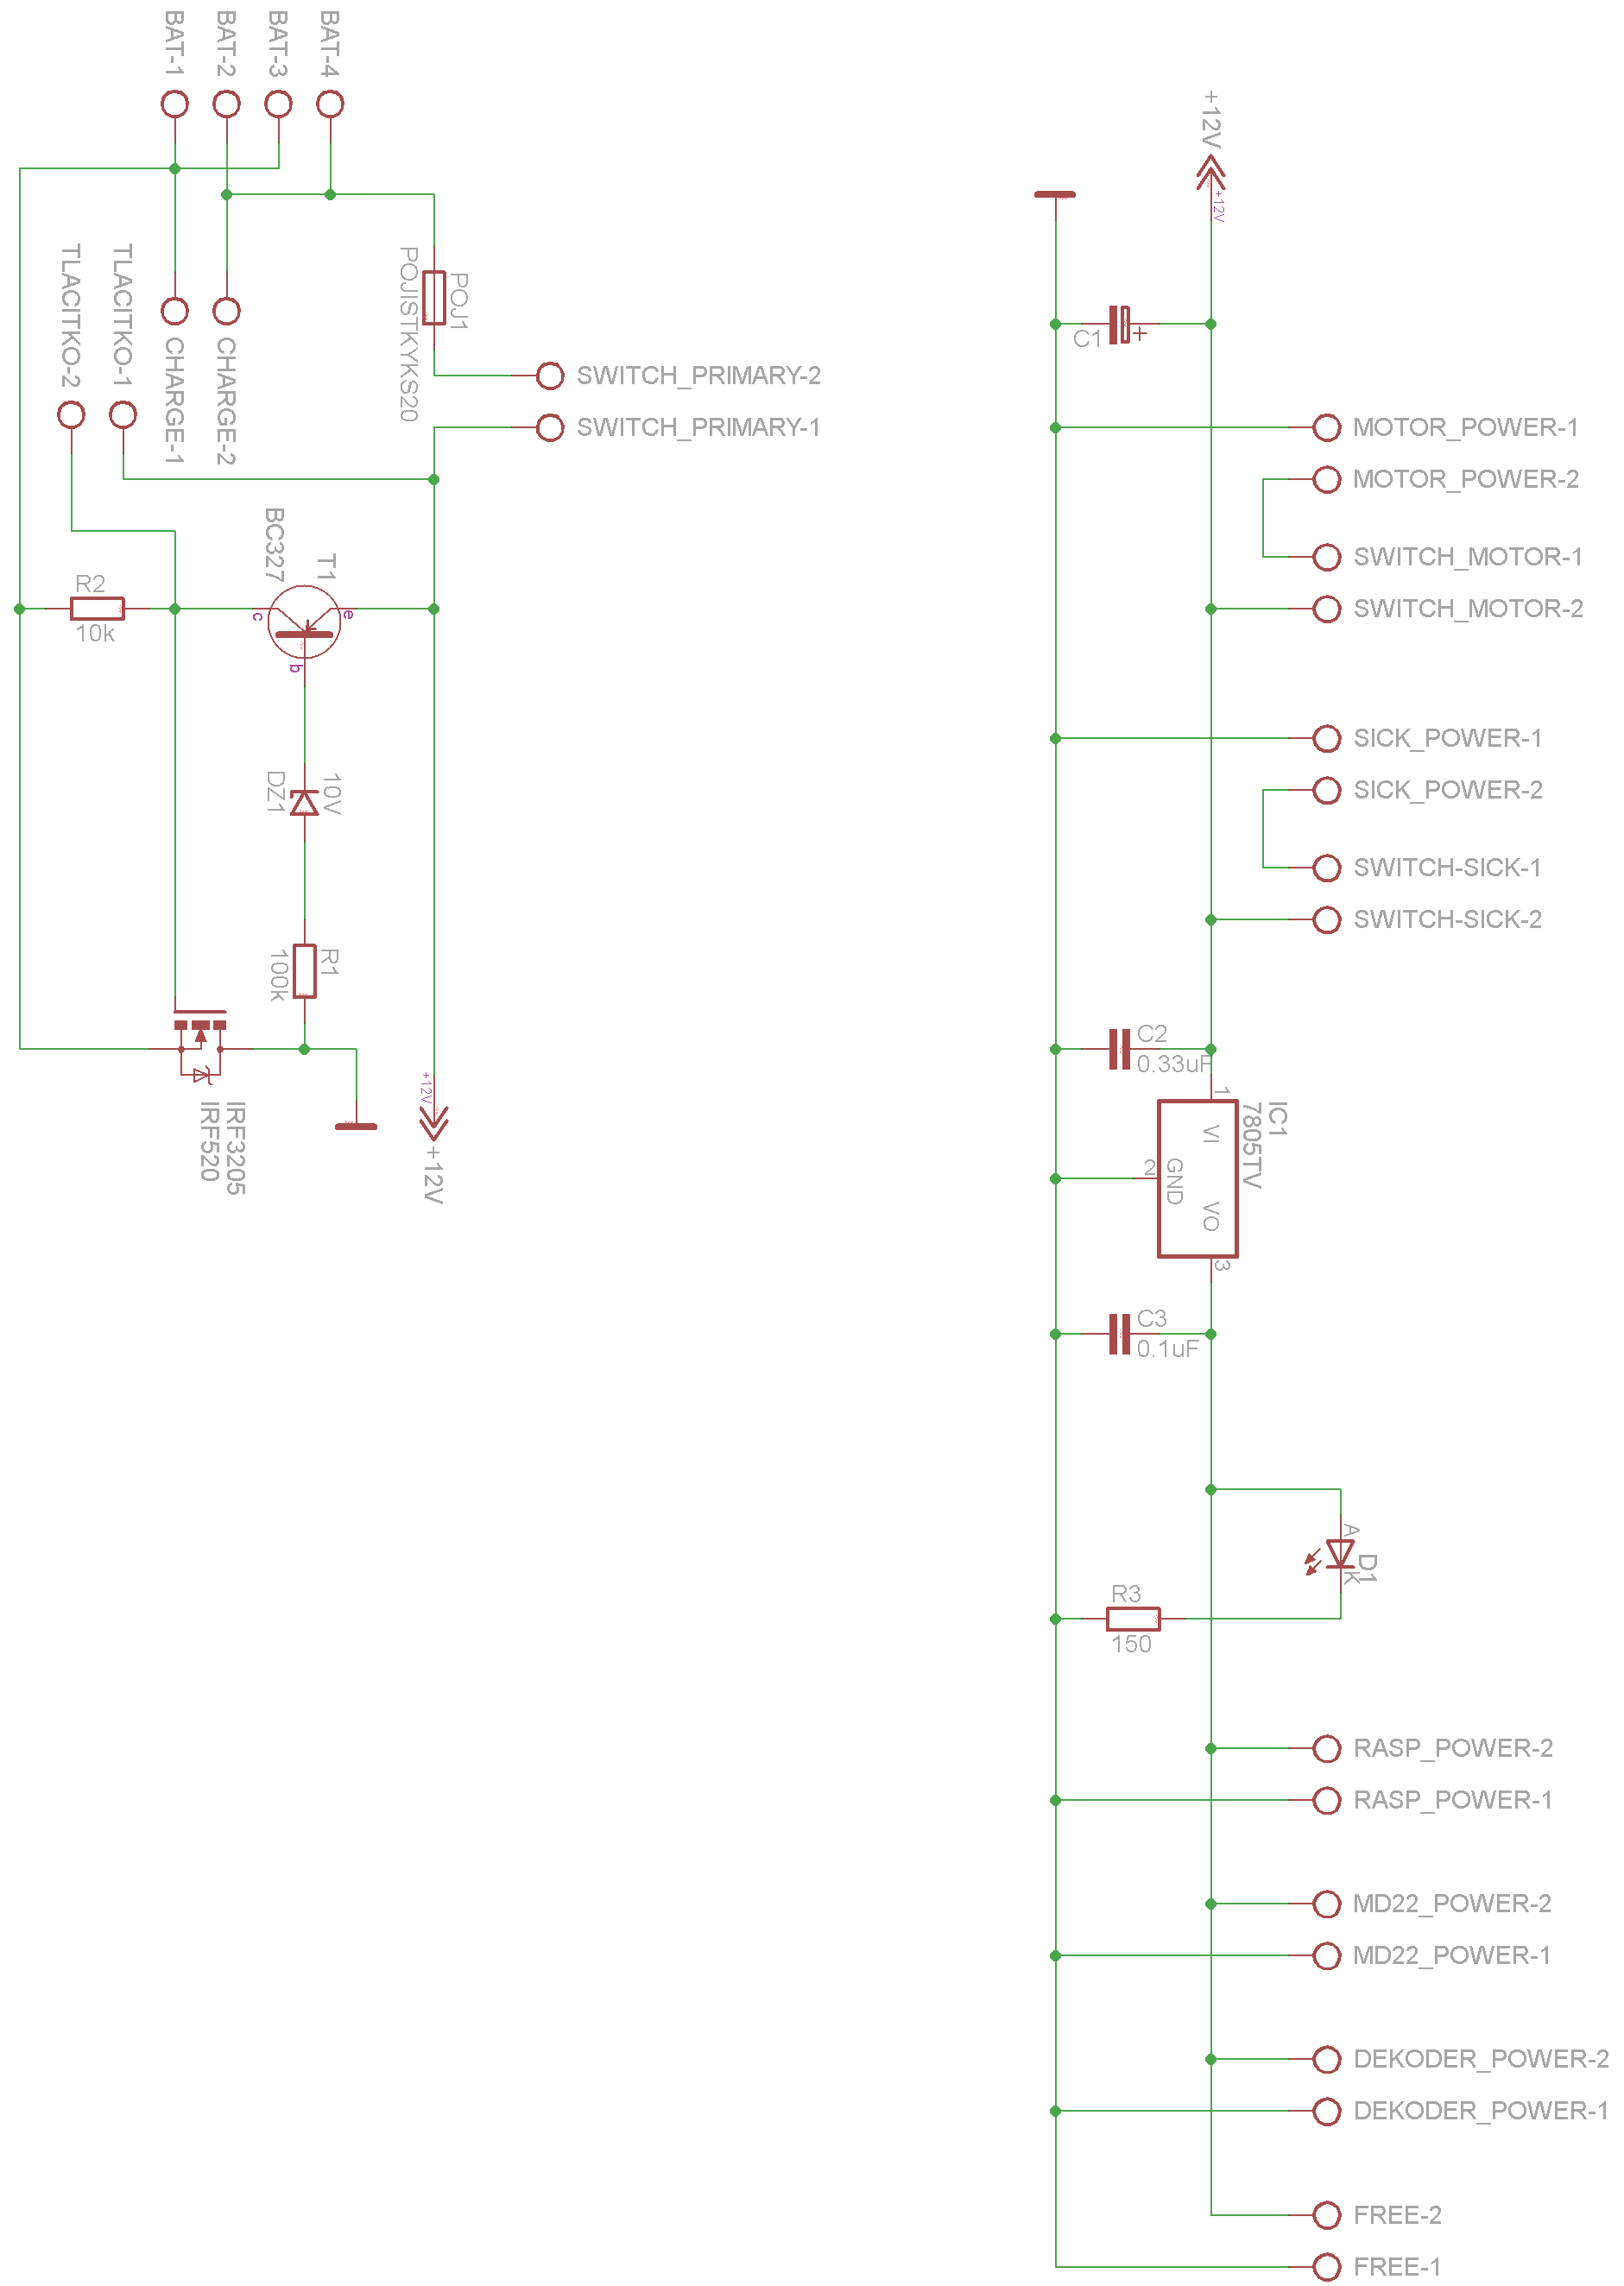 BAT-1
BAT-2
BAT-3
BAT-4
TLACITKO-2
TLACITKO-1
CHARGE-1
CHARGE-2
POJISTKYKS20
POJ1
SWITCH_PRIMARY-2
SWITCH_PRIMARY-1
BC327
T1
R2
10k
c
e
b
DZ1
10V
100k
R1
+12V
+12V
IRF3205
IRF520
+12V
+12V
C1
+
MOTOR_POWER-1
MOTOR_POWER-2
SWITCH_MOTOR-1
SWITCH_MOTOR-2
SICK_POWER-1
SICK_POWER-2
SWITCH-SICK-1
SWITCH-SICK-2
C2
0.33uF
1
IC1
7805TV
VI
2
GND
VO
3
C3
0.1uF
A
D1
K
R3
150
RASP_POWER-2
RASP_POWER-1
MD22_POWER-2
MD22_POWER-1
DEKODER_POWER-2
DEKODER_POWER-1
FREE-2
FREE-1